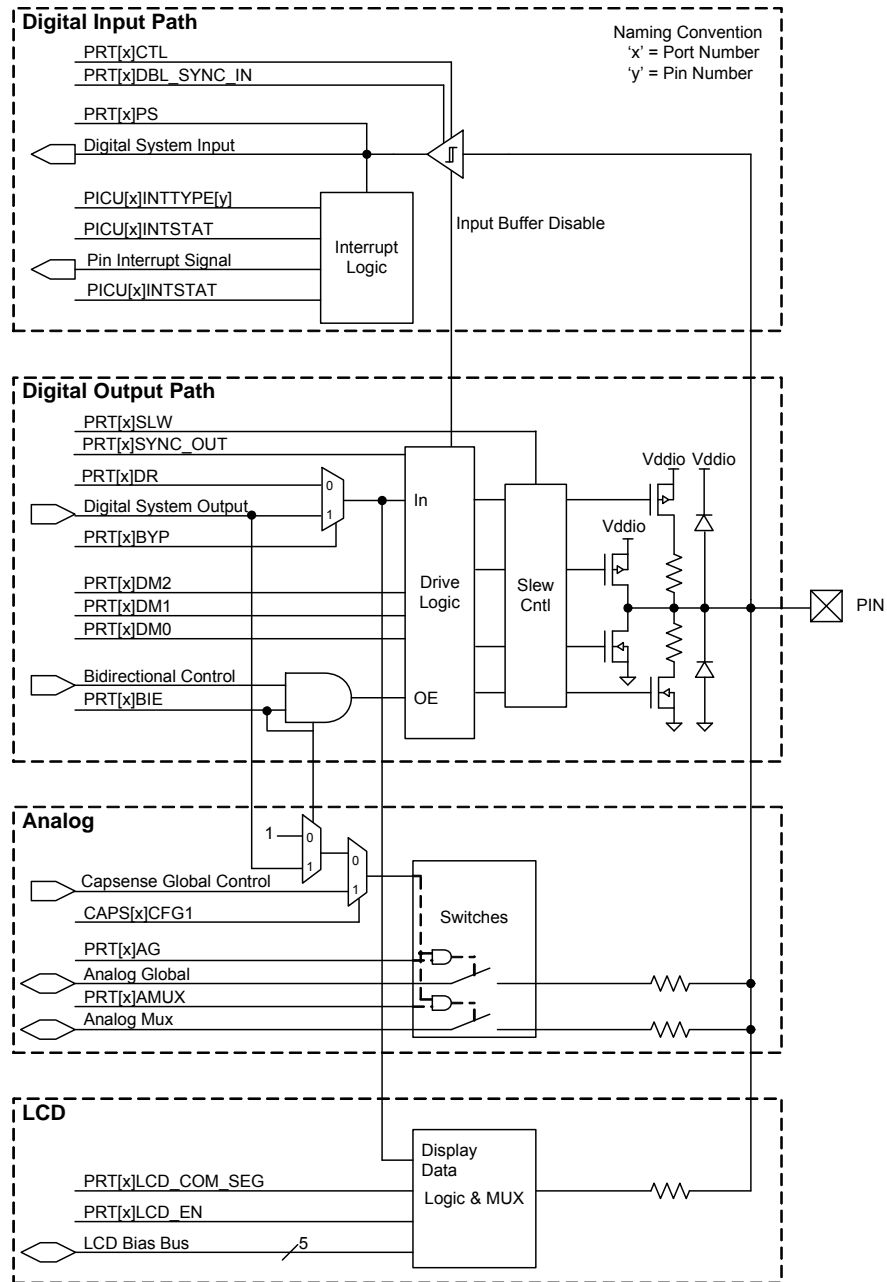 Digital Input Path
Naming Convention
'x' = Port Number
'y' = Pin Number
PRT[x]CTL
PRT[x]DBL_SYNC_IN
PRT[x]PS
Digital System Input
PICU[x]INTTYPE[y]
PICU[x]INTSTAT
Pin Interrupt Signal
PICU[x]INTSTAT
Interrupt
Logic
Input Buffer Disable
Digital Output Path
PRT[x]SLW
PRT[x]SYNC_OUT
PRT[x]DR
Digital System Output
PRT[x]BYP
0
1
PRT[x]DM2
PRT[x]DM1
PRT[x]DM0
Bidirectional Control
PRT[x]BIE
In
Drive
Logic
OE
Slew
Cntl
Vddio Vddio
Vddio
PIN
Analog
1
0
1
0
1
Capsense Global Control
CAPS[x]CFG1
PRT[x]AG
Analog Global
PRT[x]AMUX
Analog Mux
Switches
LCD
PRT[x]LCD_COM_SEG
PRT[x]LCD_EN
LCD Bias Bus
5
Display
Data
Logic & MUX